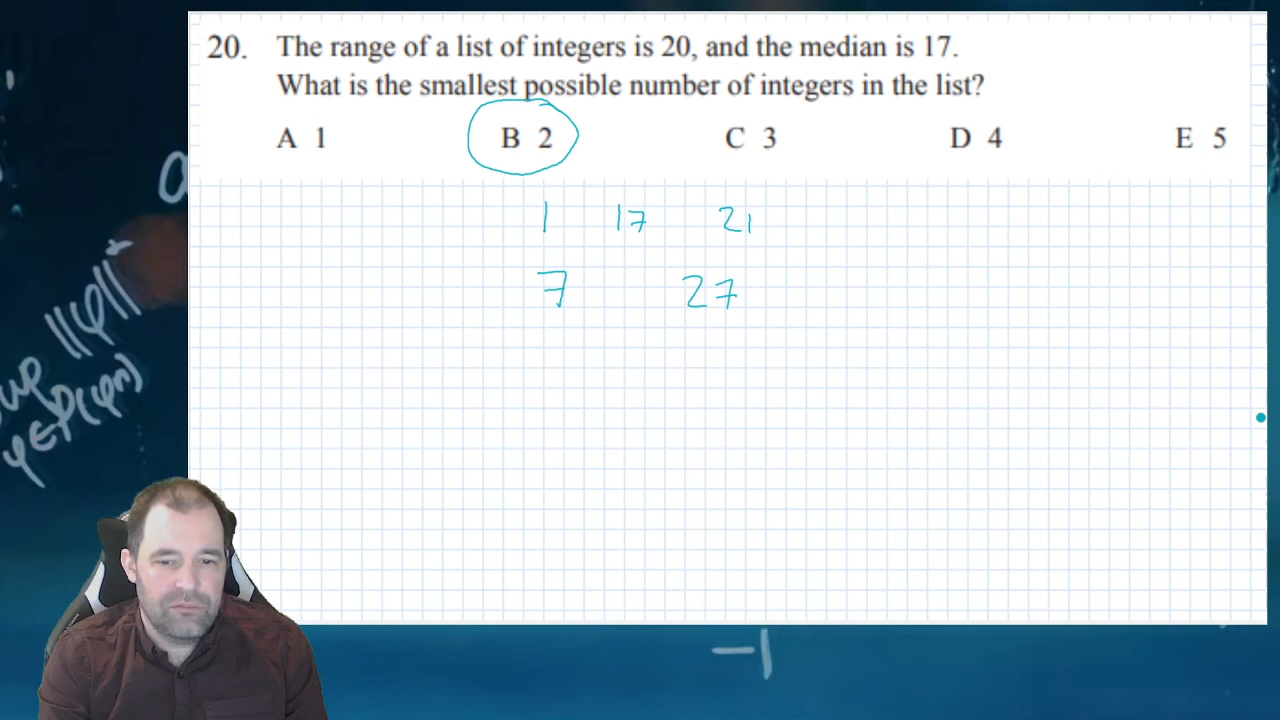 20. The range of a list of integers is 20, and the median is 17.
What is the smallest possible number of integers in the list?
A 1 B 2 C 3 D 4 E 5
1 17 21
7 27
||φ||
γ∈P(φn)
-1